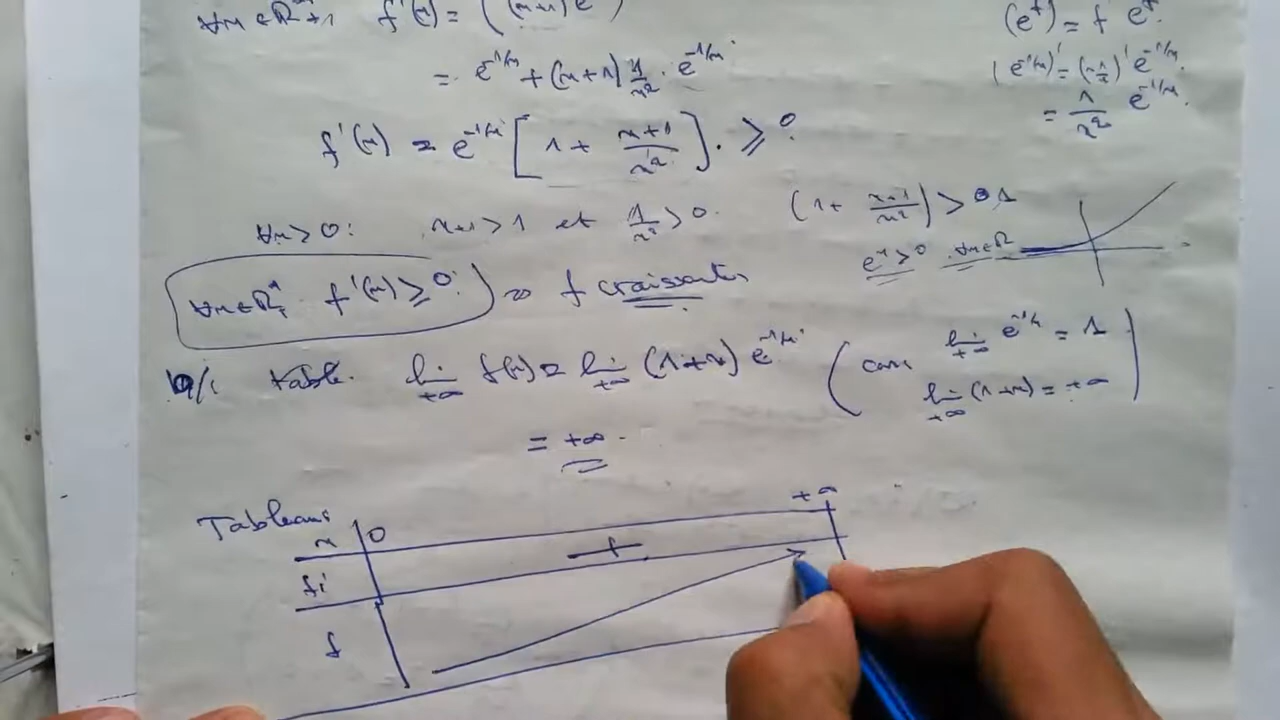 ∀x∈ℝ*₊, f'(x) = ((x+1)e )'
= e^{-1/x} + (x+1) 1/x² · e^{-1/x}
(e^f)' = f' e^f
(e^{-1/x})' = (-1/x)' e^{-1/x}
= 1/x² e^{-1/x}
f'(x) = e^{-1/x} [1 + (x+1)/x²] · ≥ 0
∀x > 0 : x+1 > 1 et 1/x² > 0 (1 + (x+1)/x²) > 1
e^x > 0 ∀x∈ℝ
∀x∈ℝ*₊ f'(x) ≥ 0 f croissante
b/ table. lim +∞ f(x) = lim +∞ (1+x) e^{-1/x} (car lim +∞ e^{-1/x} = 1
lim +∞ (1+x) = +∞)
= +∞
Tableau
x 0 +∞
f' +
f